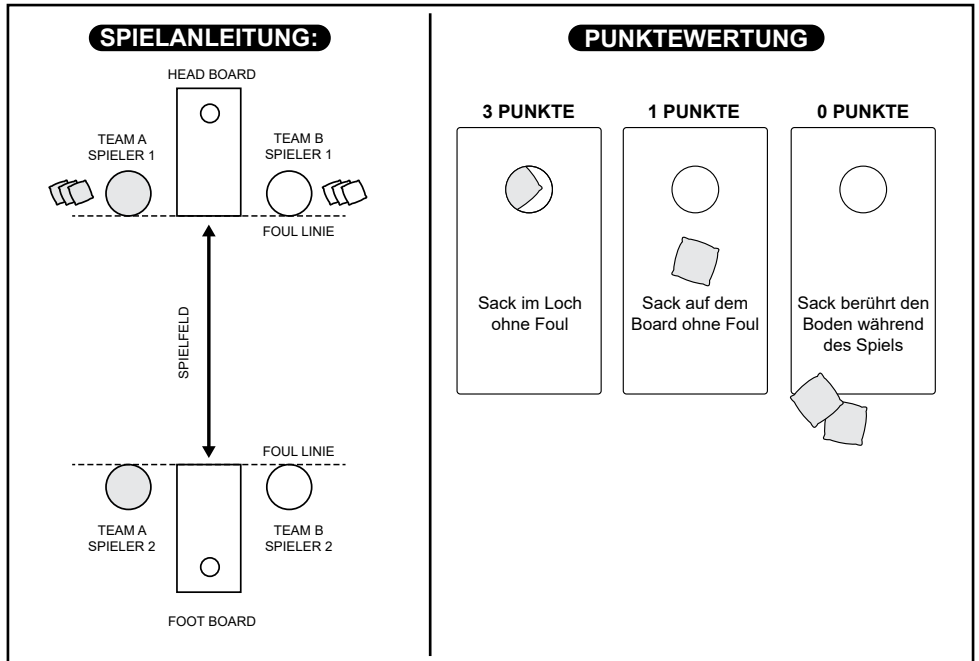 SPIELANLEITUNG:
HEAD BOARD
TEAM A
SPIELER 1
TEAM B
SPIELER 1
FOUL LINIE
SPIELFELD
FOUL LINIE
TEAM A
SPIELER 2
TEAM B
SPIELER 2
FOOT BOARD
PUNKTEWERTUNG
3 PUNKTE
Sack im Loch
ohne Foul
1 PUNKTE
Sack auf dem
Board ohne Foul
0 PUNKTE
Sack berührt den
Boden während
des Spiels